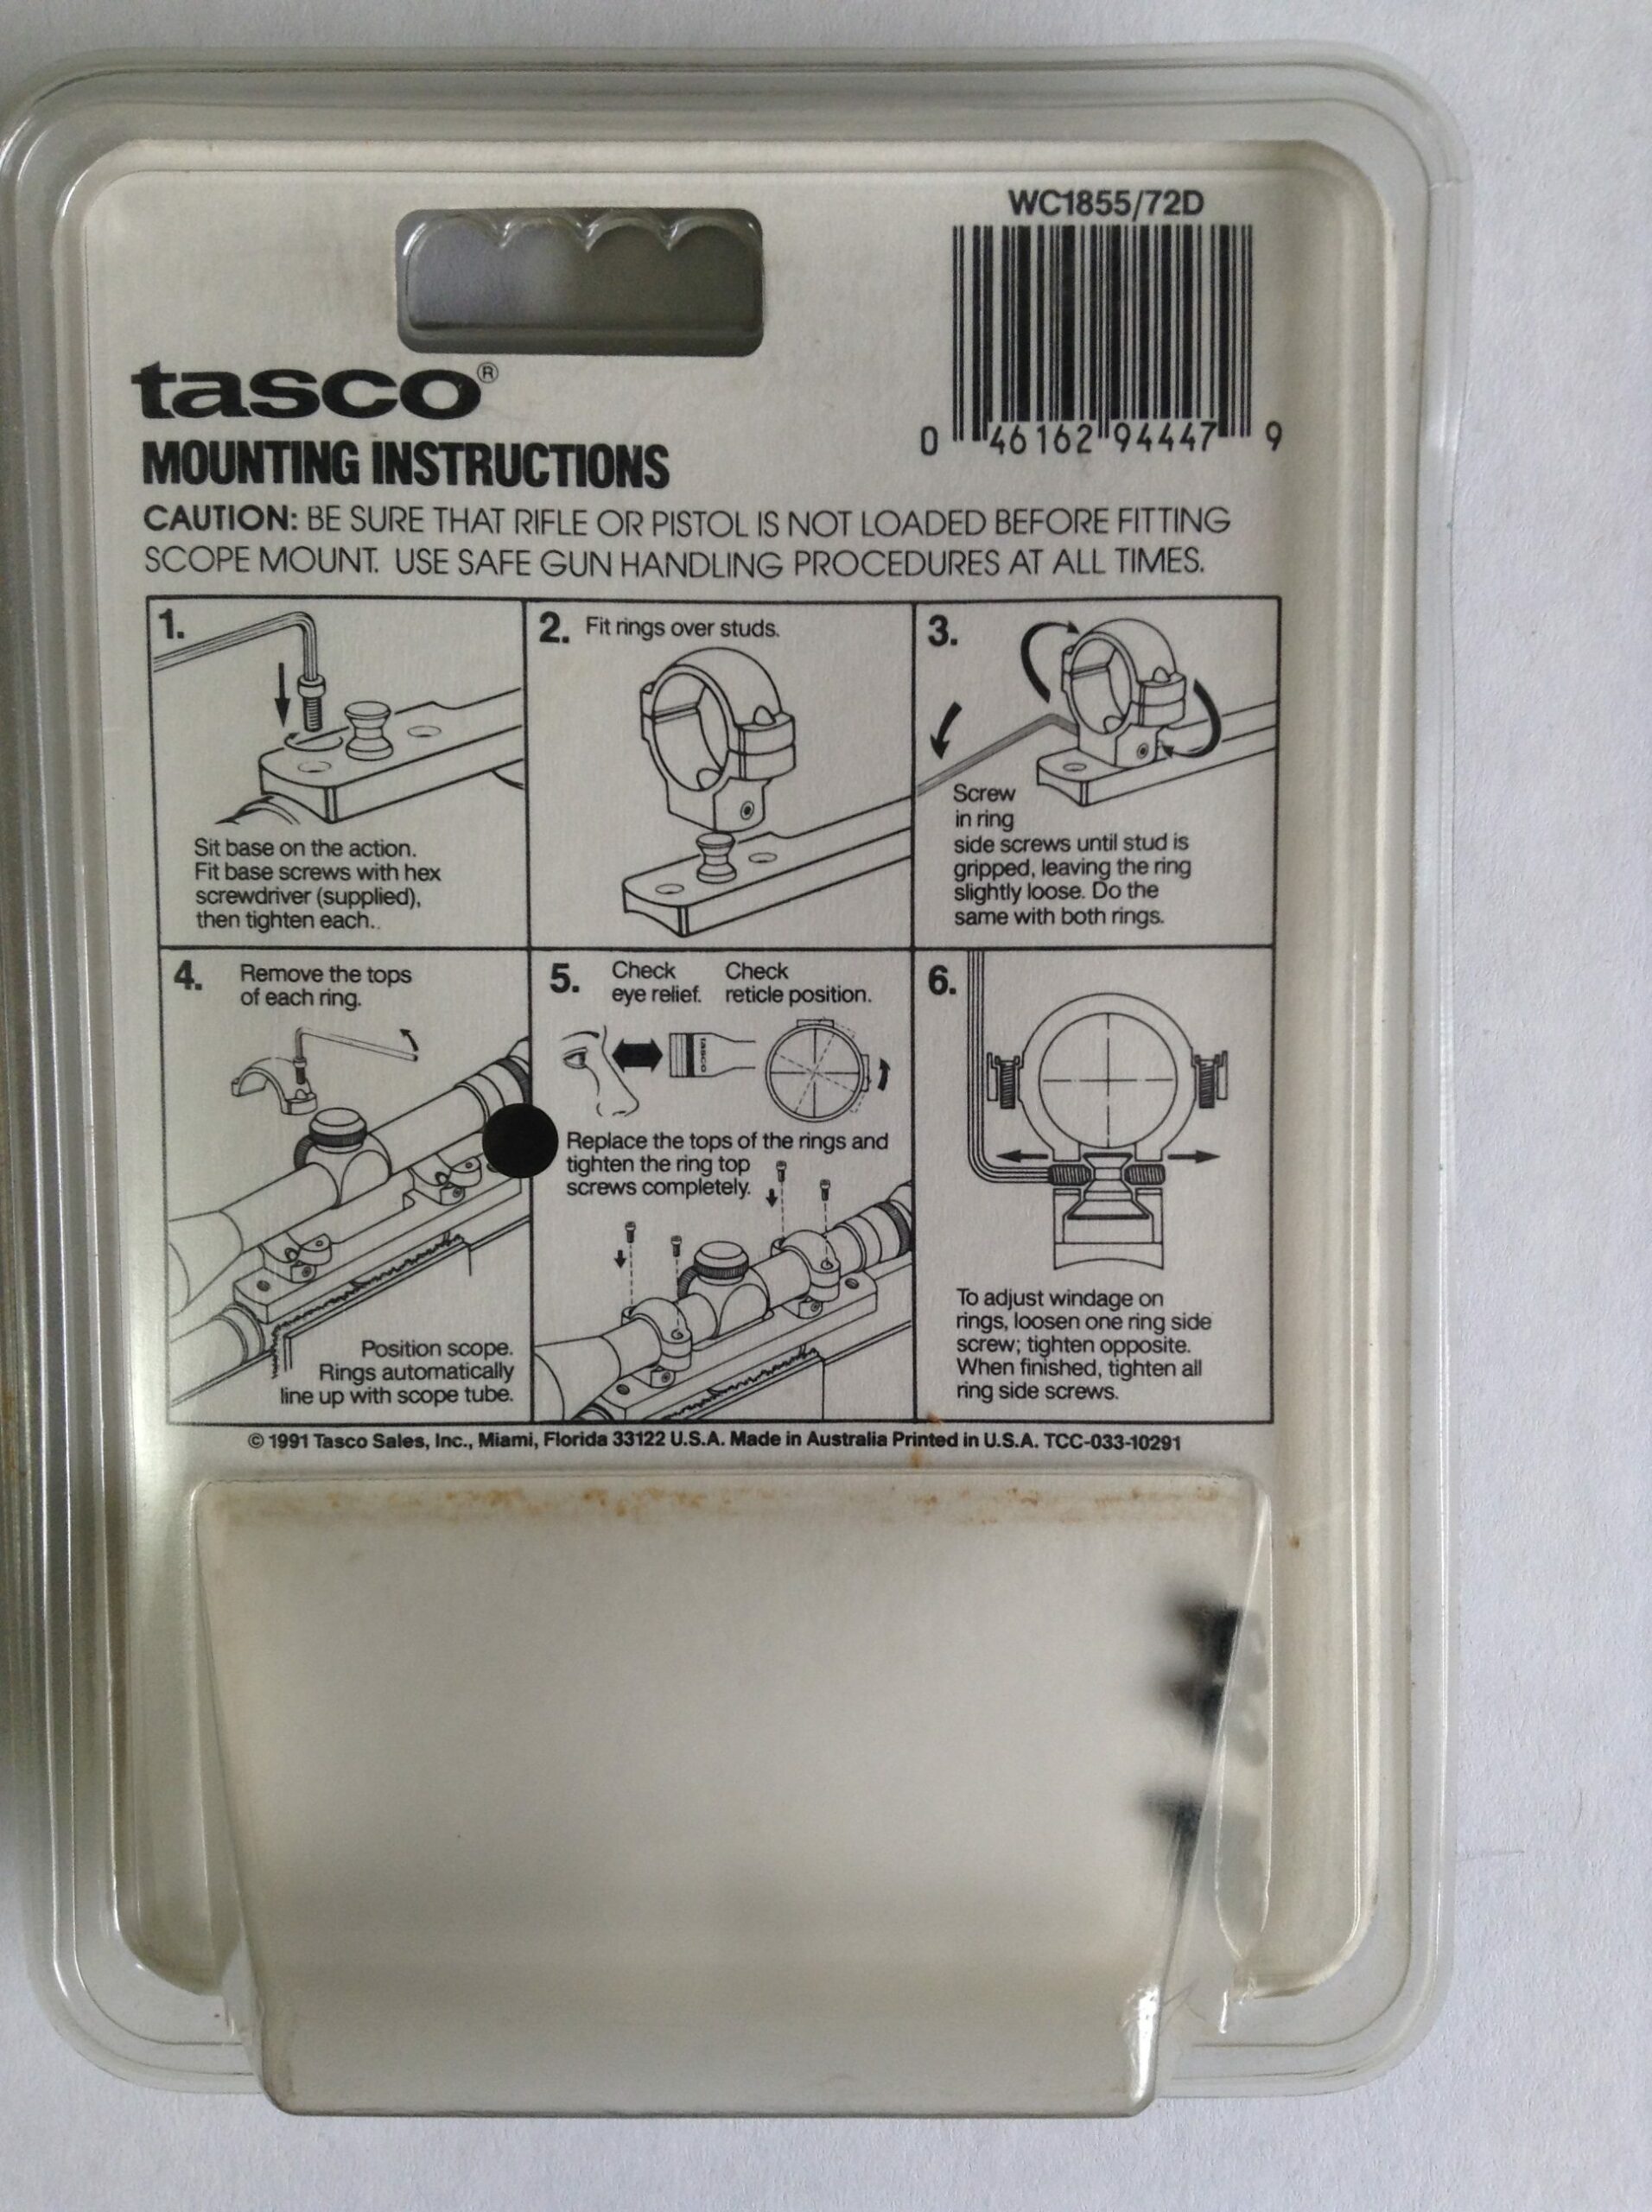 WC1855/72D
0 46162 94447 9
tasco®
MOUNTING INSTRUCTIONS
CAUTION: BE SURE THAT RIFLE OR PISTOL IS NOT LOADED BEFORE FITTING
SCOPE MOUNT. USE SAFE GUN HANDLING PROCEDURES AT ALL TIMES.
1.
Sit base on the action.
Fit base screws with hex
screwdriver (supplied),
then tighten each.
2. Fit rings over studs.
3.
Screw
in ring
side screws until stud is
gripped, leaving the ring
slightly loose. Do the
same with both rings.
4. Remove the tops
of each ring.
Position scope.
Rings automatically
line up with scope tube.
5. Check
eye relief.
Check
reticle position.
TASCO
Replace the tops of the rings and
tighten the ring top
screws completely.
6.
To adjust windage on
rings, loosen one ring side
screw; tighten opposite.
When finished, tighten all
ring side screws.
© 1991 Tasco Sales, Inc., Miami, Florida 33122 U.S.A. Made in Australia Printed in U.S.A. TCC-033-10291